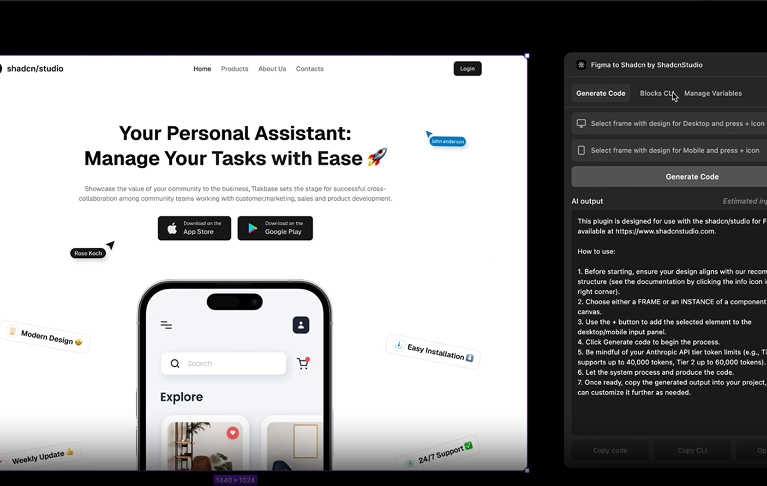 shadcn/studio
Home Products About Us Contacts
Login
Your Personal Assistant:
Manage Your Tasks with Ease 🚀
John anderson
Showcase the value of your community to the business, Tlakbase sets the stage for successful cross-
collaboration among community teams working with customer,marketing, sales and product development.
Download on the
App Store
Download on the
Google Play
Rose Koch
Modern Design 🤩
Easy Installation ⬇️
Search
Explore
Weekly Update 👍
24/7 Support ✅
1440 × 1024
Figma to Shadcn by ShadcnStudio
Generate Code Blocks CLI Manage Variables
Select frame with design for Desktop and press + icon
Select frame with design for Mobile and press + icon
Generate Code
AI output
Estimated
This plugin is designed for use with the shadcn/studio for
available at https://www.shadcnstudio.com.
How to use:
1. Before starting, ensure your design aligns with our
structure (see the documentation by clicking the info icon
right corner).
2. Choose either a FRAME or an INSTANCE of a component
canvas.
3. Use the + button to add the selected element to the
desktop/mobile input panel.
4. Click Generate code to begin the process.
5. Be mindful of your Anthropic API tier token limits (e.g.,
supports up to 40,000 tokens, Tier 2 up to 60,000 tokens).
6. Let the system process and produce the code.
7. Once ready, copy the generated output into your project,
can customize it further as needed.
Copy code Copy CLI